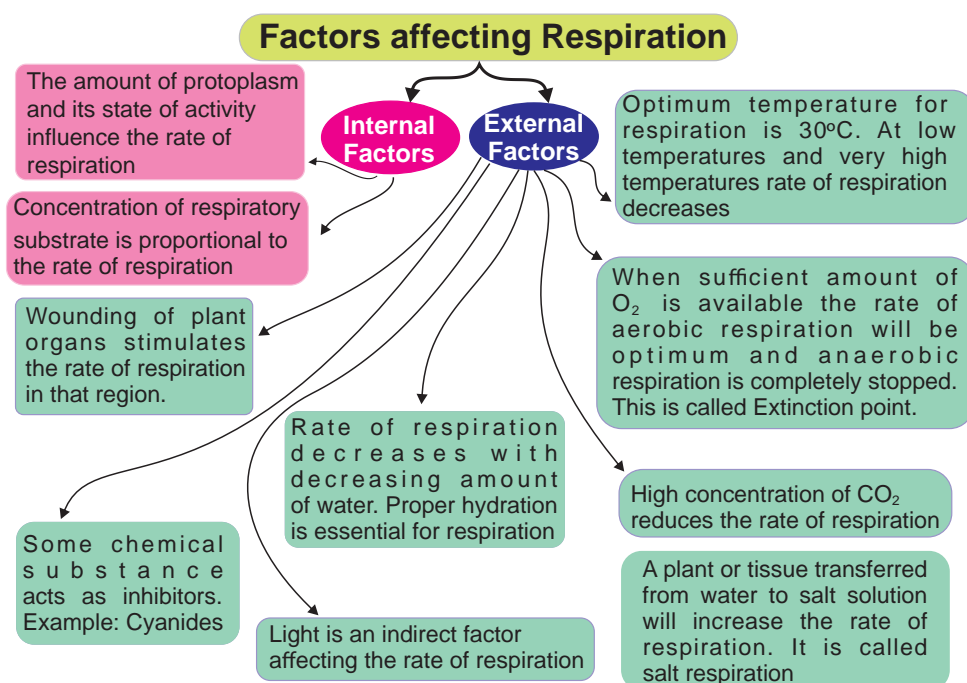 Factors affecting Respiration
The amount of protoplasm
and its state of activity
influence the rate of
respiration
Internal
Factors
External
Factors
Optimum temperature for
respiration is 30ºC. At low
temperatures and very high
temperatures rate of respiration
decreases
Concentration of respiratory
substrate is proportional to
the rate of respiration
Wounding of plant
organs stimulates
the rate of respiration
in that region.
When sufficient amount of
O₂ is available the rate of
aerobic respiration will be
optimum and anaerobic
respiration is completely stopped.
This is called Extinction point.
Rate of respiration
decreases with
decreasing amount
of water. Proper hydration
is essential for respiration
High concentration of CO₂
reduces the rate of respiration
Some chemical
substance
acts as inhibitors.
Example: Cyanides
Light is an indirect factor
affecting the rate of respiration
A plant or tissue transferred
from water to salt solution
will increase the rate of
respiration. It is called
salt respiration